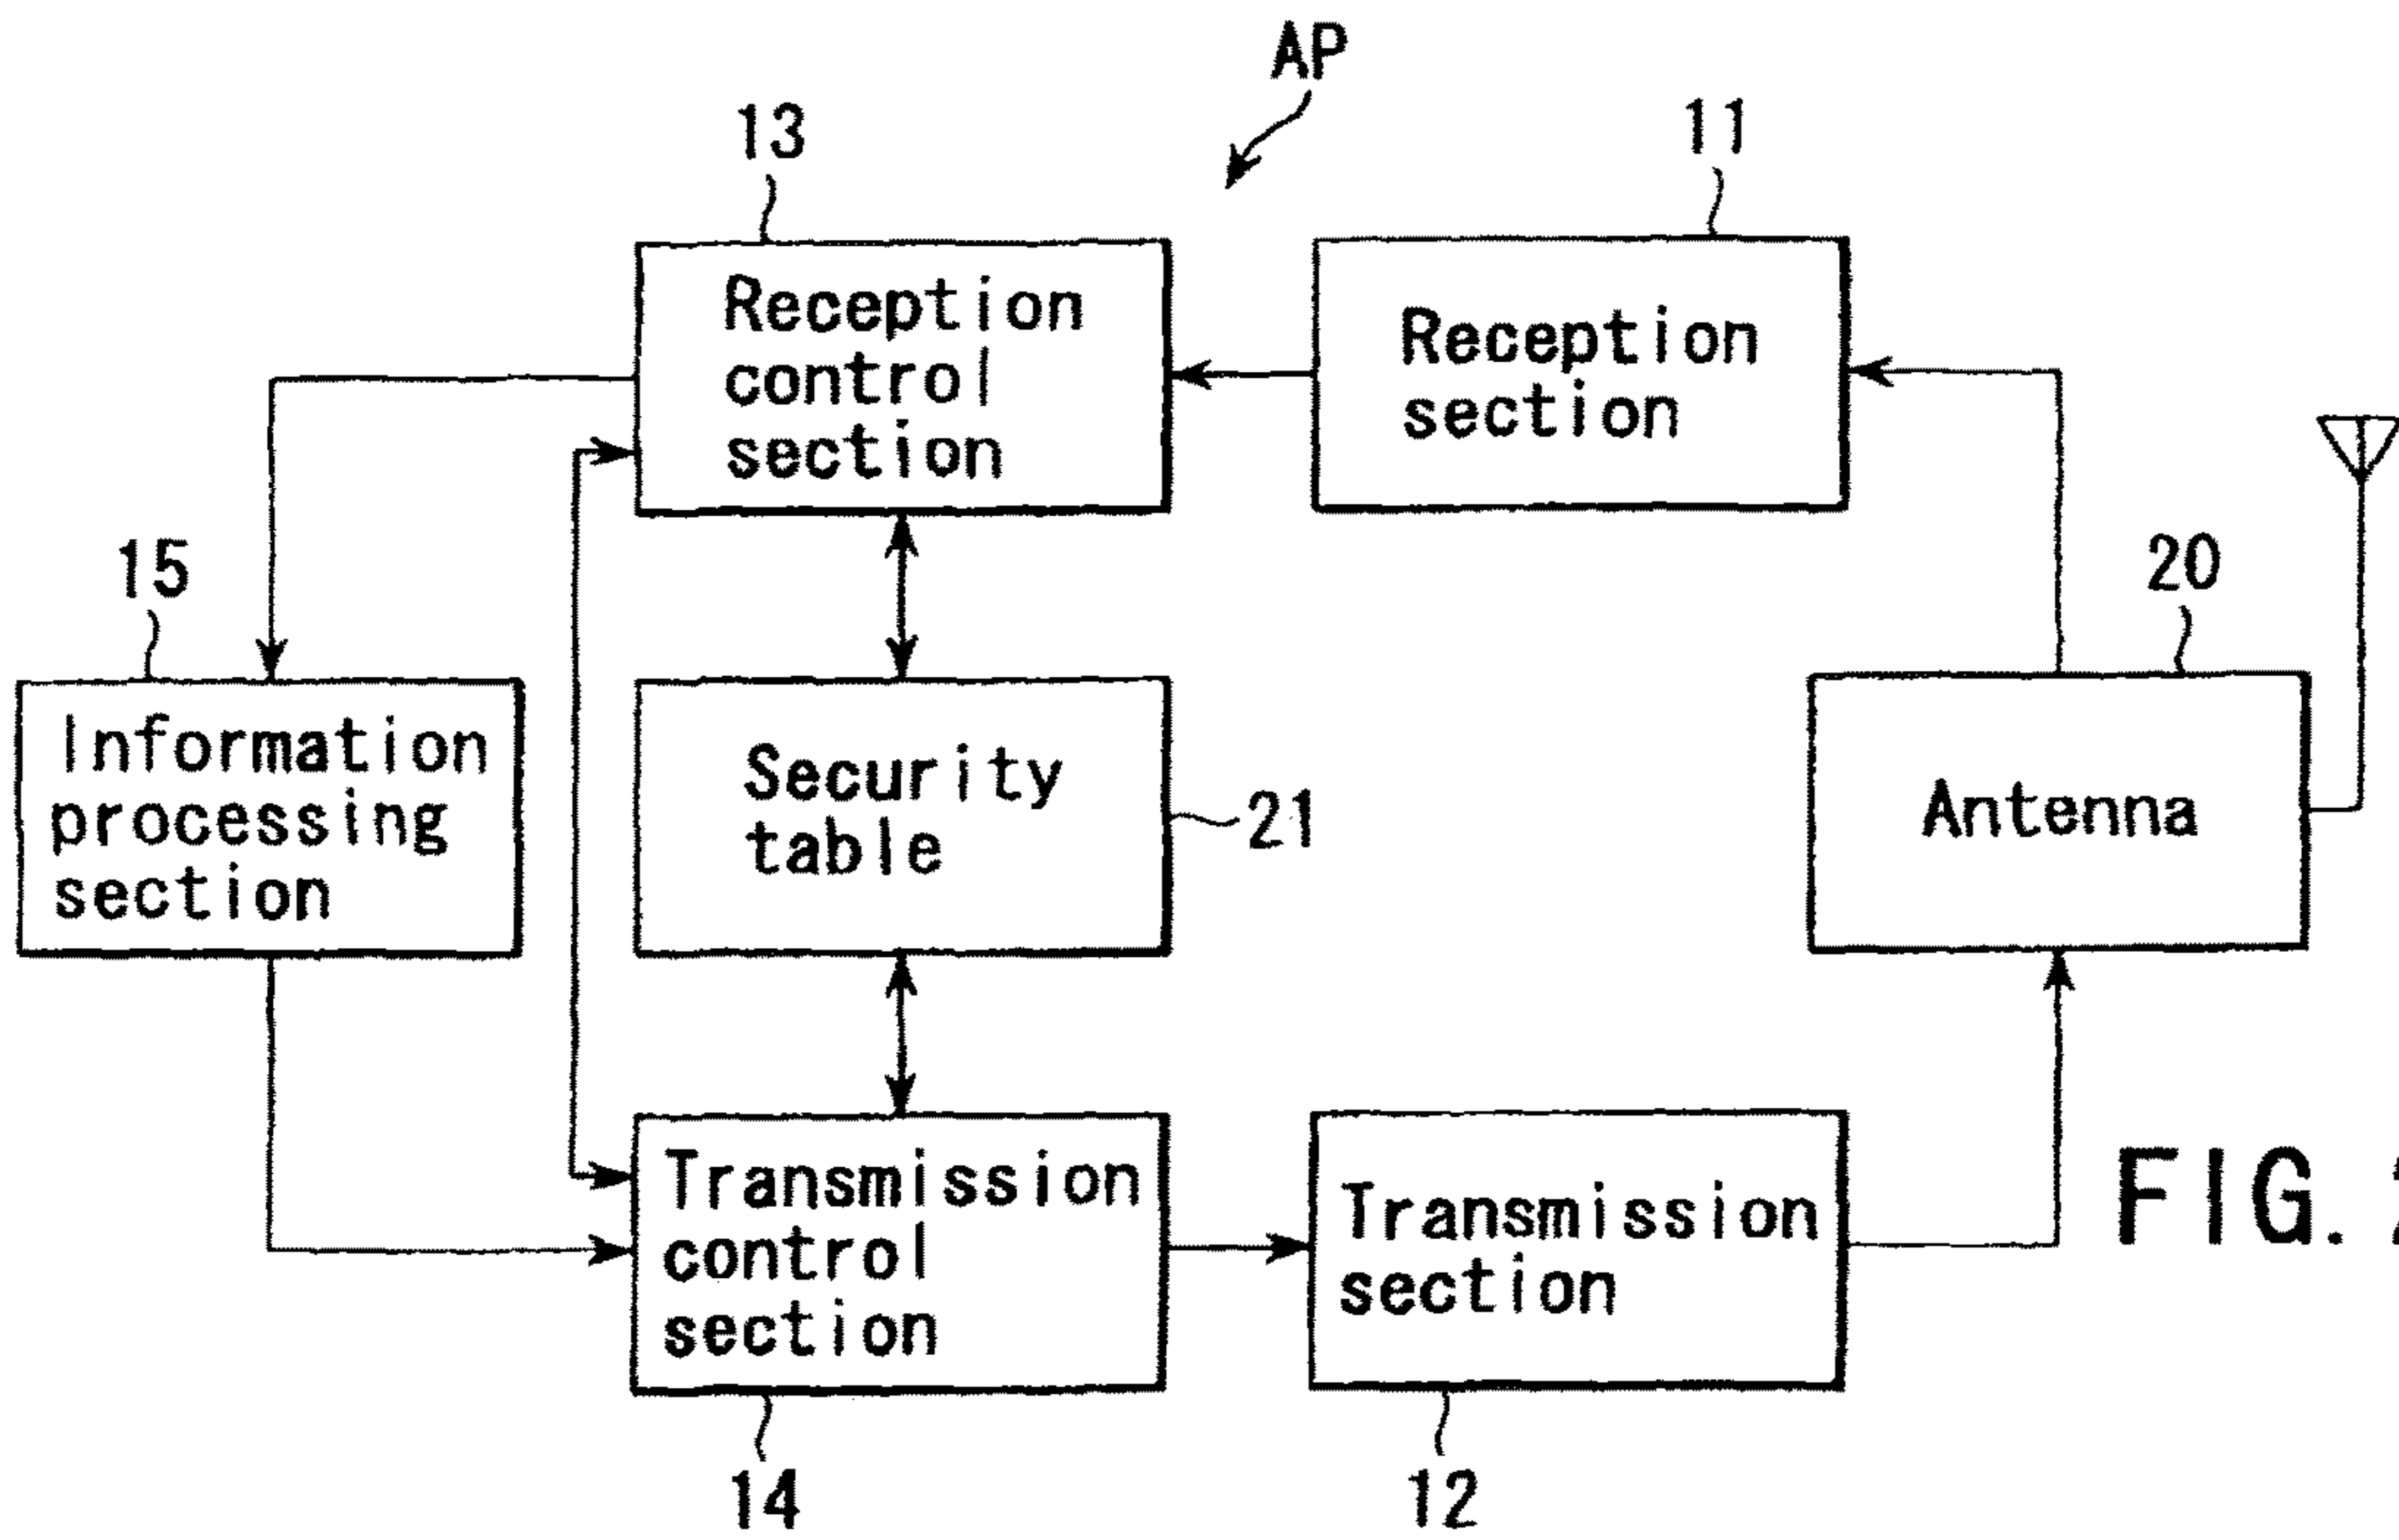 AP
13
11
Reception
control
section
Reception
section
15
20
Information
processing
section
Security
table
21
Antenna
Transmission
control
section
Transmission
section
FIG.
14
12